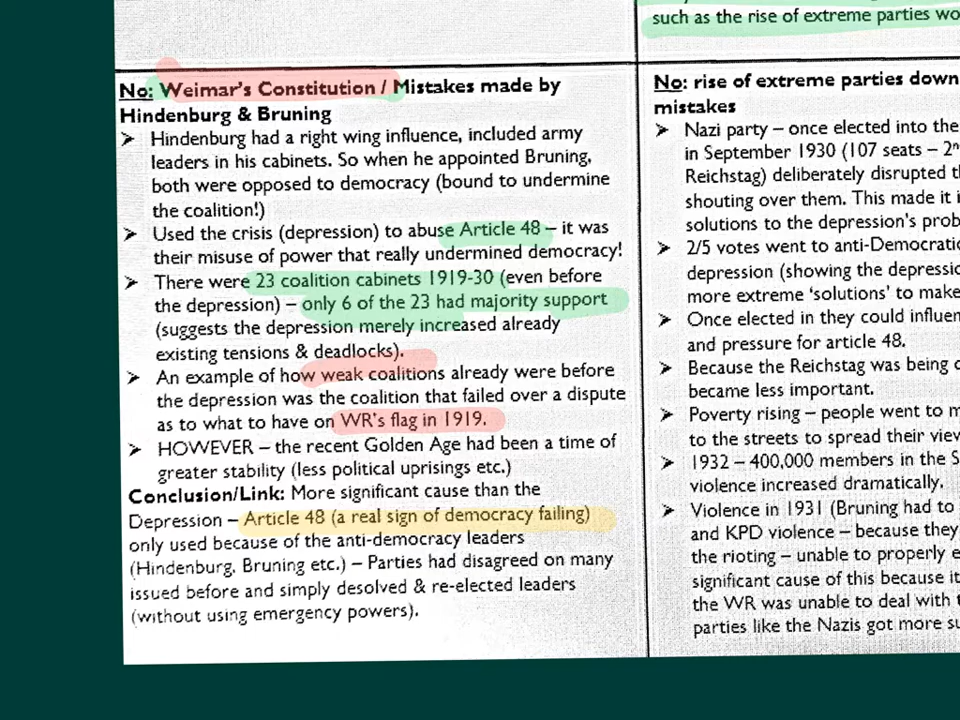 such as the rise of extreme parties
No: Weimar's Constitution / Mistakes made by
Hindenburg & Bruning
➤ Hindenburg had a right wing influence, included army
leaders in his cabinets. So when he appointed Bruning,
both were opposed to democracy (bound to undermine
the coalition!)
➤ Used the crisis (depression) to abuse Article 48 – it was
their misuse of power that really undermined democracy!
➤ There were 23 coalition cabinets 1919-30 (even before
the depression) – only 6 of the 23 had majority support
(suggests the depression merely increased already
existing tensions & deadlocks).
➤ An example of how weak coalitions already were before
the depression was the coalition that failed over a dispute
as to what to have on WR's flag in 1919.
➤ HOWEVER – the recent Golden Age had been a time of
greater stability (less political uprisings etc.)
Conclusion/Link: More significant cause than the
Depression – Article 48 (a real sign of democracy failing)
only used because of the anti-democracy leaders
(Hindenburg, Bruning etc.) – Parties had disagreed on many
issued before and simply desolved & re-elected leaders
(without using emergency powers).
No: rise of extreme parties down
mistakes
➤ Nazi party – once elected into the
in September 1930 (107 seats – 2ⁿ
Reichstag) deliberately disrupted
shouting over them. This made it
solutions to the depression's
➤ 2/5 votes went to
depression (showing the
more extreme 'solutions' to make
➤ Once elected in they could
and pressure for article 48.
➤ Because the Reichstag was being
became less important.
➤ Poverty rising – people went to
to the streets to spread their
➤ 1932 – 400,000 members in the
violence increased dramatically.
➤ Violence in 1931 (Bruning had to
and KPD violence – because they
the rioting – unable to properly
significant cause of this because
the WR was unable to deal with
parties like the Nazis got more